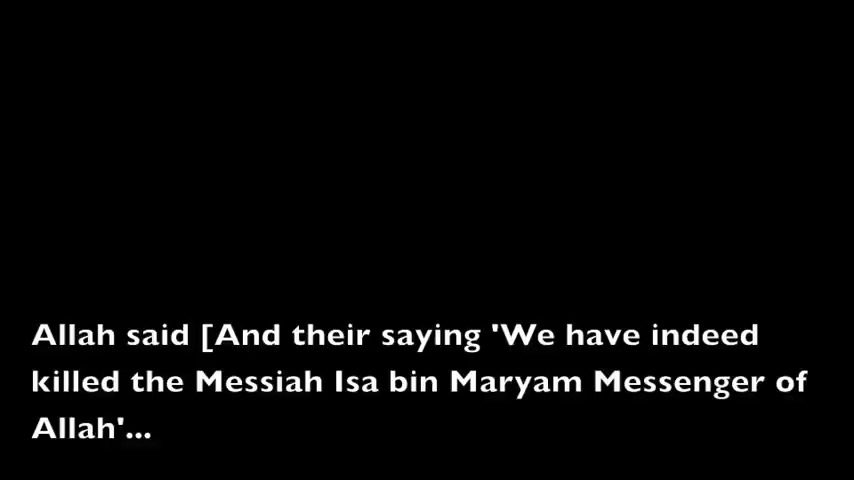 Allah said [And their saying 'We have indeed
killed the Messiah Isa bin Maryam Messenger of
Allah'...